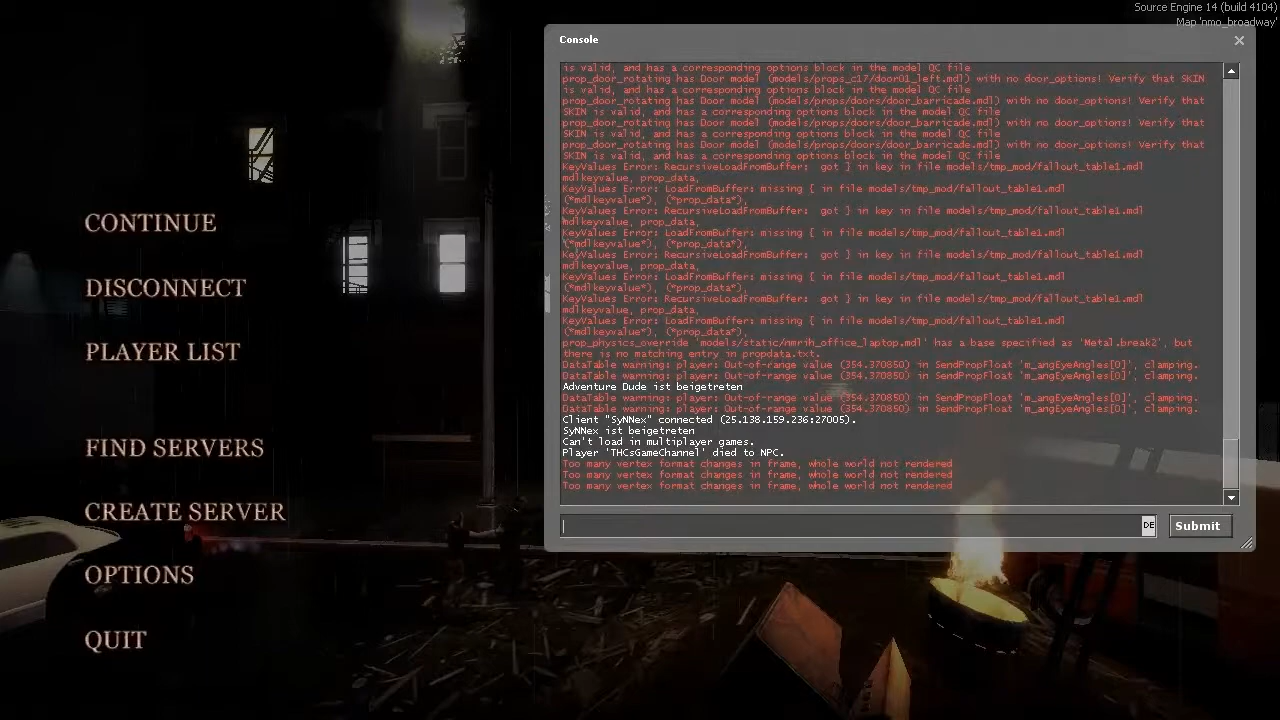 Source Engine 14 (build 4104)
Map 'nmo_broadway'
Console
is valid, and has a corresponding options block in the model QC file
prop_door_rotating has Door model (models/props_c17/door01_left.mdl) with no door_options! Verify that SKIN
is valid, and has a corresponding options block in the model QC file
prop_door_rotating has Door model (models/props/doors/door_barricade.mdl) with no door_options! Verify that
SKIN is valid, and has a corresponding options block in the model QC file
prop_door_rotating has Door model (models/props/doors/door_barricade.mdl) with no door_options! Verify that
SKIN is valid, and has a corresponding options block in the model QC file
prop_door_rotating has Door model (models/props/doors/door_barricade.mdl) with no door_options! Verify that
SKIN is valid, and has a corresponding options block in the model QC file
KeyValues Error: RecursiveLoadFromBuffer:  got } in key in file models/tmp_mod/fallout_table1.mdl
mdlkeyvalue, prop_data,
KeyValues Error: LoadFromBuffer: missing { in file models/tmp_mod/fallout_table1.mdl
(*mdlkeyvalue*), (*prop_data*),
KeyValues Error: RecursiveLoadFromBuffer:  got } in key in file models/tmp_mod/fallout_table1.mdl
mdlkeyvalue, prop_data,
KeyValues Error: LoadFromBuffer: missing { in file models/tmp_mod/fallout_table1.mdl
(*mdlkeyvalue*), (*prop_data*),
KeyValues Error: RecursiveLoadFromBuffer:  got } in key in file models/tmp_mod/fallout_table1.mdl
mdlkeyvalue, prop_data,
KeyValues Error: LoadFromBuffer: missing { in file models/tmp_mod/fallout_table1.mdl
(*mdlkeyvalue*), (*prop_data*),
KeyValues Error: RecursiveLoadFromBuffer:  got } in key in file models/tmp_mod/fallout_table1.mdl
mdlkeyvalue, prop_data,
KeyValues Error: LoadFromBuffer: missing { in file models/tmp_mod/fallout_table1.mdl
(*mdlkeyvalue*), (*prop_data*),
prop_physics_override 'models/static/nmrih_office_laptop.mdl' has a base specified as 'Metal.break2', but
there is no matching entry in propdata.txt.
DataTable warning: player: Out-of-range value (354.370850) in SendPropFloat 'm_angEyeAngles[0]', clamping.
DataTable warning: player: Out-of-range value (354.370850) in SendPropFloat 'm_angEyeAngles[0]', clamping.
Adventure Dude ist beigetreten
DataTable warning: player: Out-of-range value (354.370850) in SendPropFloat 'm_angEyeAngles[0]', clamping.
DataTable warning: player: Out-of-range value (354.370850) in SendPropFloat 'm_angEyeAngles[0]', clamping.
Client "SyNNex" connected (25.138.159.236:27005).
SyNNex ist beigetreten
Can't load in multiplayer games.
Player 'THCsGameChannel' died to NPC.
Too many vertex format changes in frame, whole world not rendered
Too many vertex format changes in frame, whole world not rendered
Too many vertex format changes in frame, whole world not rendered
DE
Submit
CONTINUE
DISCONNECT
PLAYER LIST
FIND SERVERS
CREATE SERVER
OPTIONS
QUIT